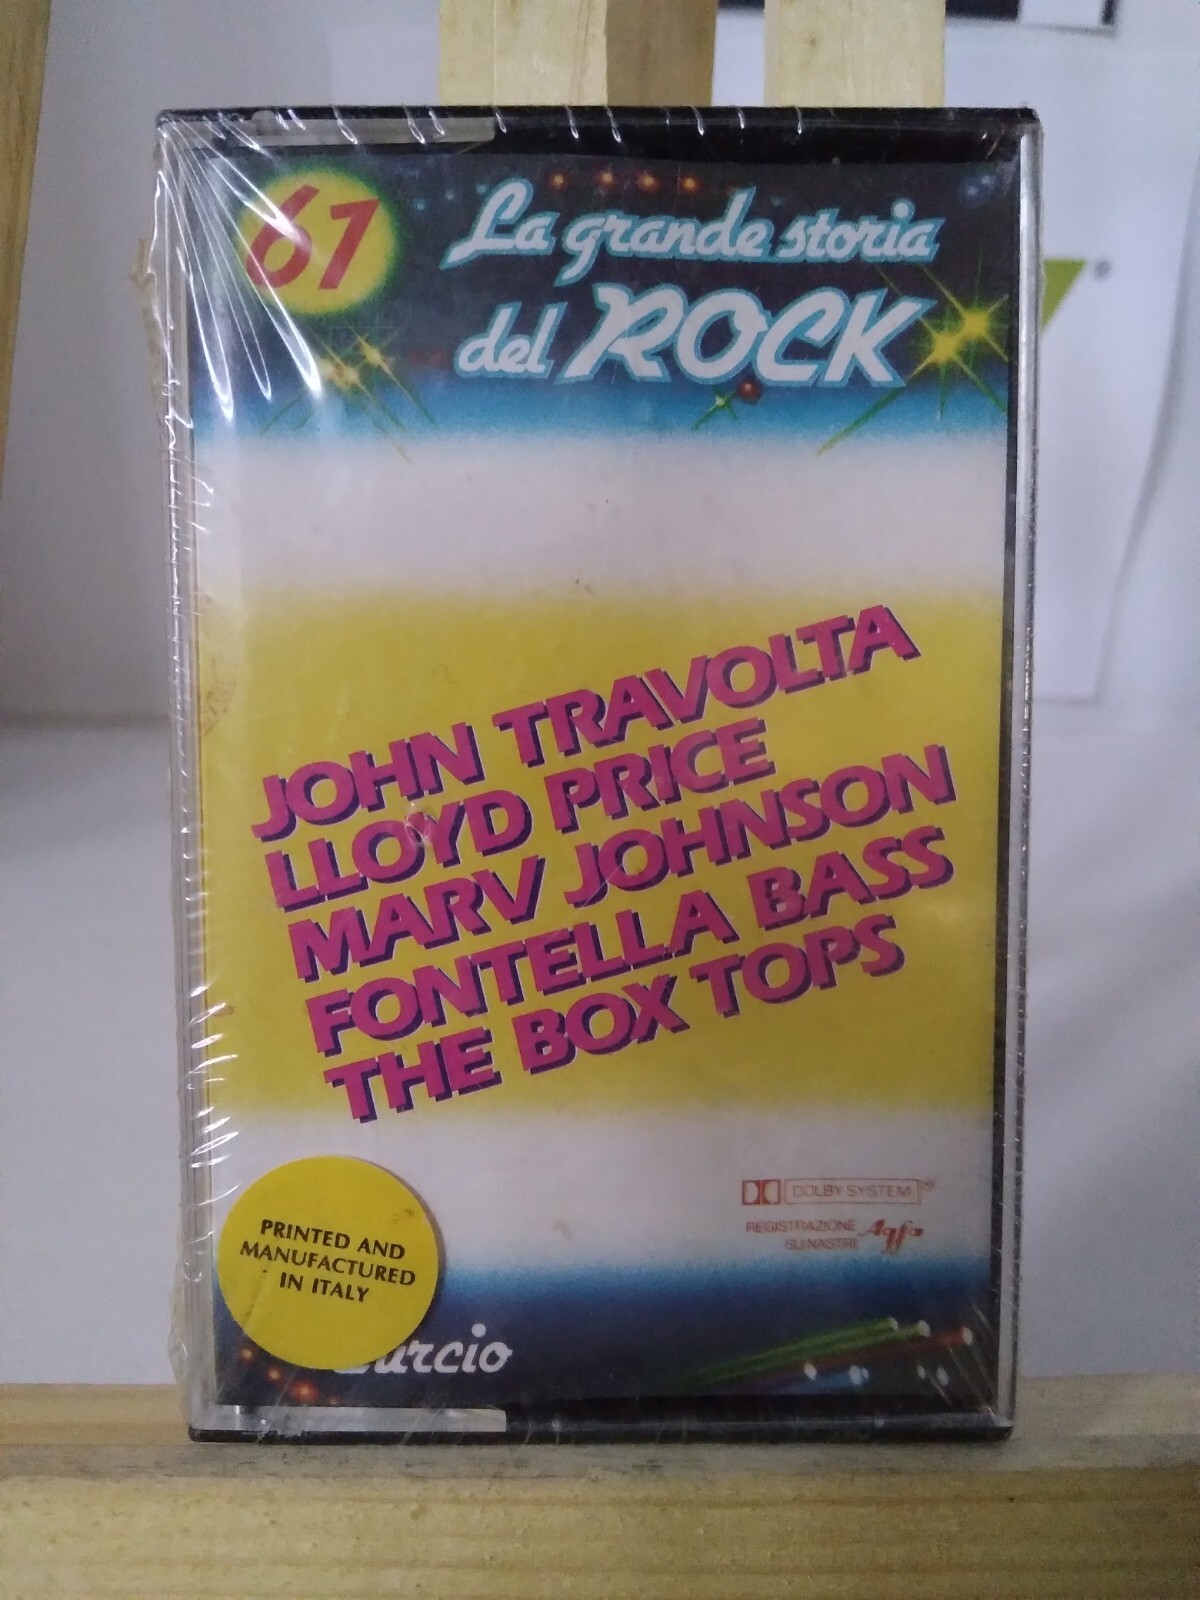 61
La grande storia
del ROCK
JOHN TRAVOLTA
LLOYD PRICE
MARV JOHNSON
FONTELLA BASS
THE BOX TOPS
DOLBY SYSTEM ®
REGISTRAZIONE
SU NASTRI Agfa
PRINTED AND
MANUFACTURED
IN ITALY